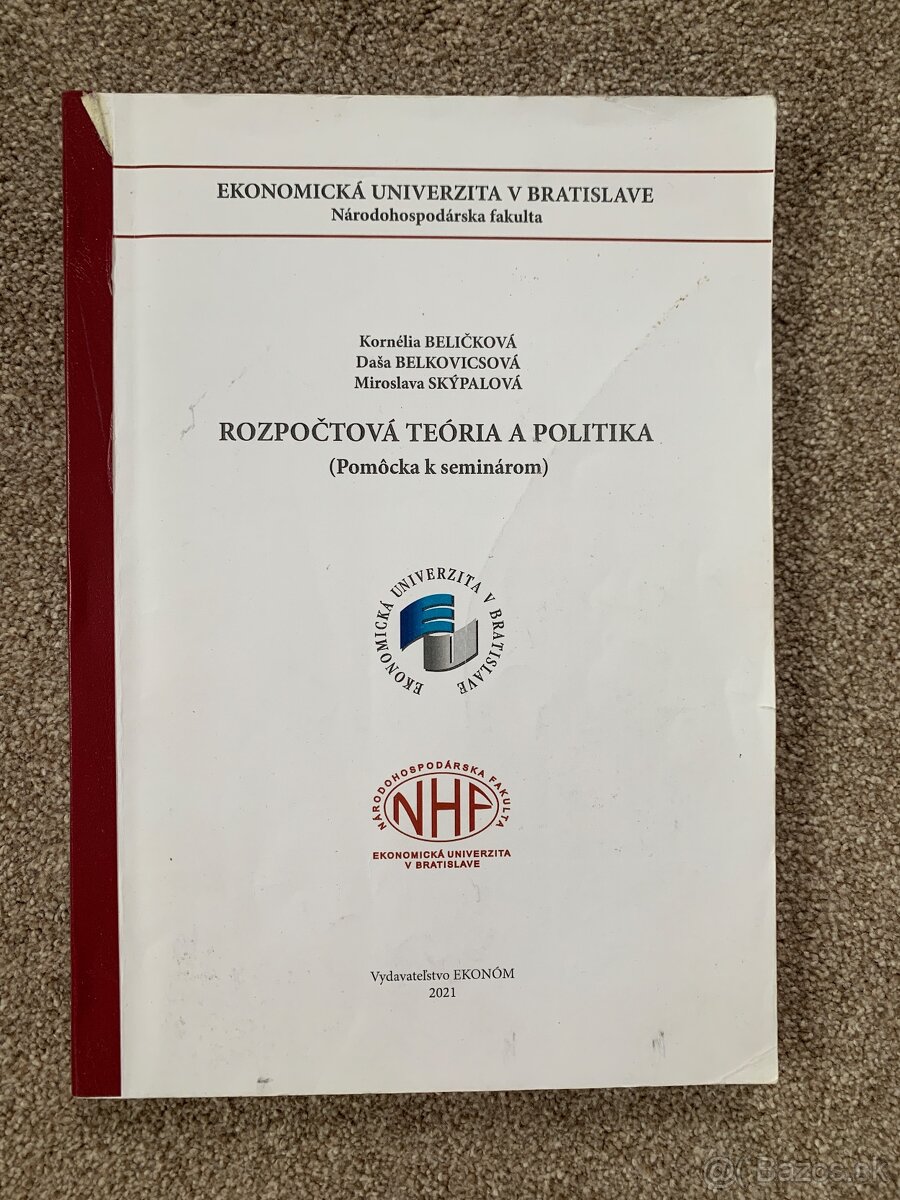 EKONOMICKÁ UNIVERZITA V BRATISLAVE
Národohospodárska fakulta
Kornélia BELIČKOVÁ
Daša BELKOVICSOVÁ
Miroslava SKÝPALOVÁ
ROZPOČTOVÁ TEÓRIA A POLITIKA
(Pomôcka k seminárom)
EKONOMICKÁ UNIVERZITA V BRATISLAVE
NÁRODOHOSPODÁRSKA FAKULTA
NHF
EKONOMICKÁ UNIVERZITA
V BRATISLAVE
Vydavateľstvo EKONÓM
2021
@ Bazos.sk